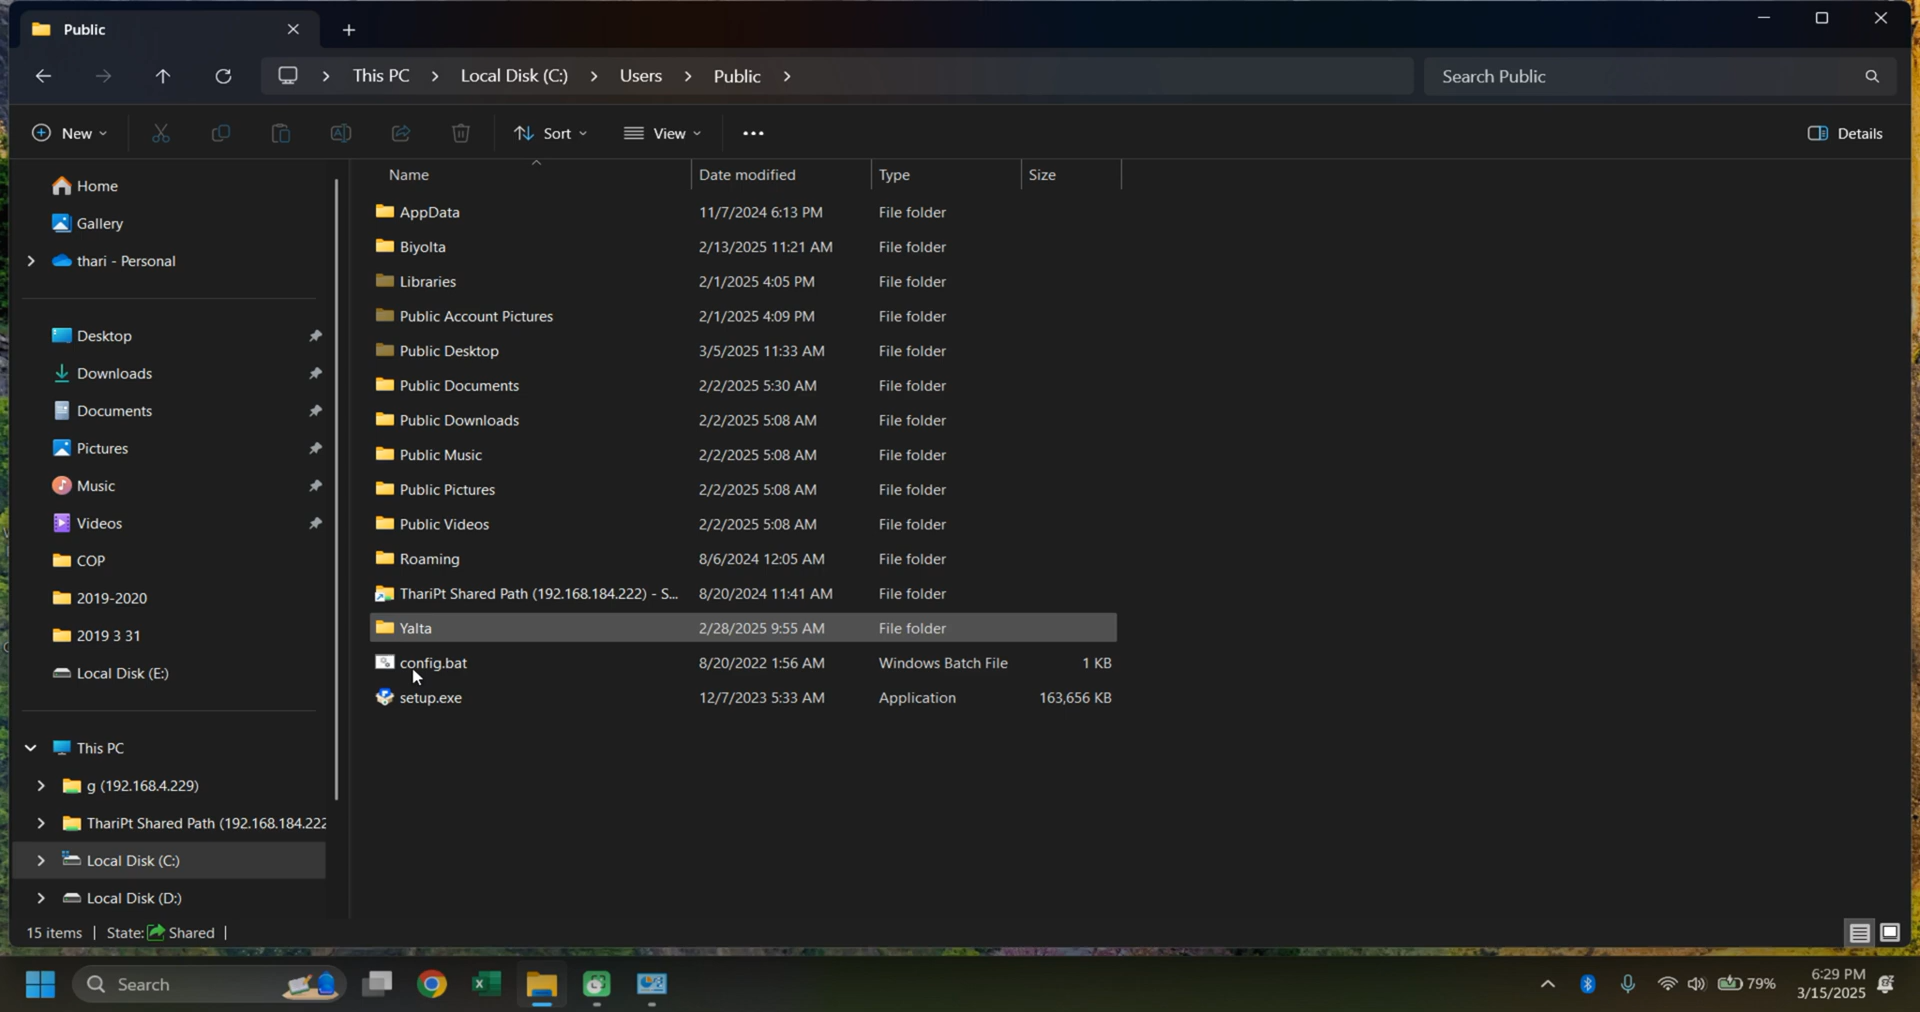 Public
This PC > Local Disk (C:) > Users > Public >
Search Public
New
Sort
View
Details
Home
Gallery
thari - Personal
Desktop
Downloads
Documents
Pictures
Music
Videos
COP
2019-2020
2019 3 31
Local Disk (E:)
This PC
g (192.168.4.229)
ThariPt Shared Path (192.168.184.222
Local Disk (C:)
Local Disk (D:)
Name Date modified Type Size
AppData 11/7/2024 6:13 PM File folder
Biyolta 2/13/2025 11:21 AM File folder
Libraries 2/1/2025 4:05 PM File folder
Public Account Pictures 2/1/2025 4:09 PM File folder
Public Desktop 3/5/2025 11:33 AM File folder
Public Documents 2/2/2025 5:30 AM File folder
Public Downloads 2/2/2025 5:08 AM File folder
Public Music 2/2/2025 5:08 AM File folder
Public Pictures 2/2/2025 5:08 AM File folder
Public Videos 2/2/2025 5:08 AM File folder
Roaming 8/6/2024 12:05 AM File folder
ThariPt Shared Path (192.168.184.222) - S... 8/20/2024 11:41 AM File folder
Yalta 2/28/2025 9:55 AM File folder
config.bat 8/20/2022 1:56 AM Windows Batch File 1 KB
setup.exe 12/7/2023 5:33 AM Application 163,656 KB
15 items | State: Shared |
Search
79%
6:29 PM
3/15/2025